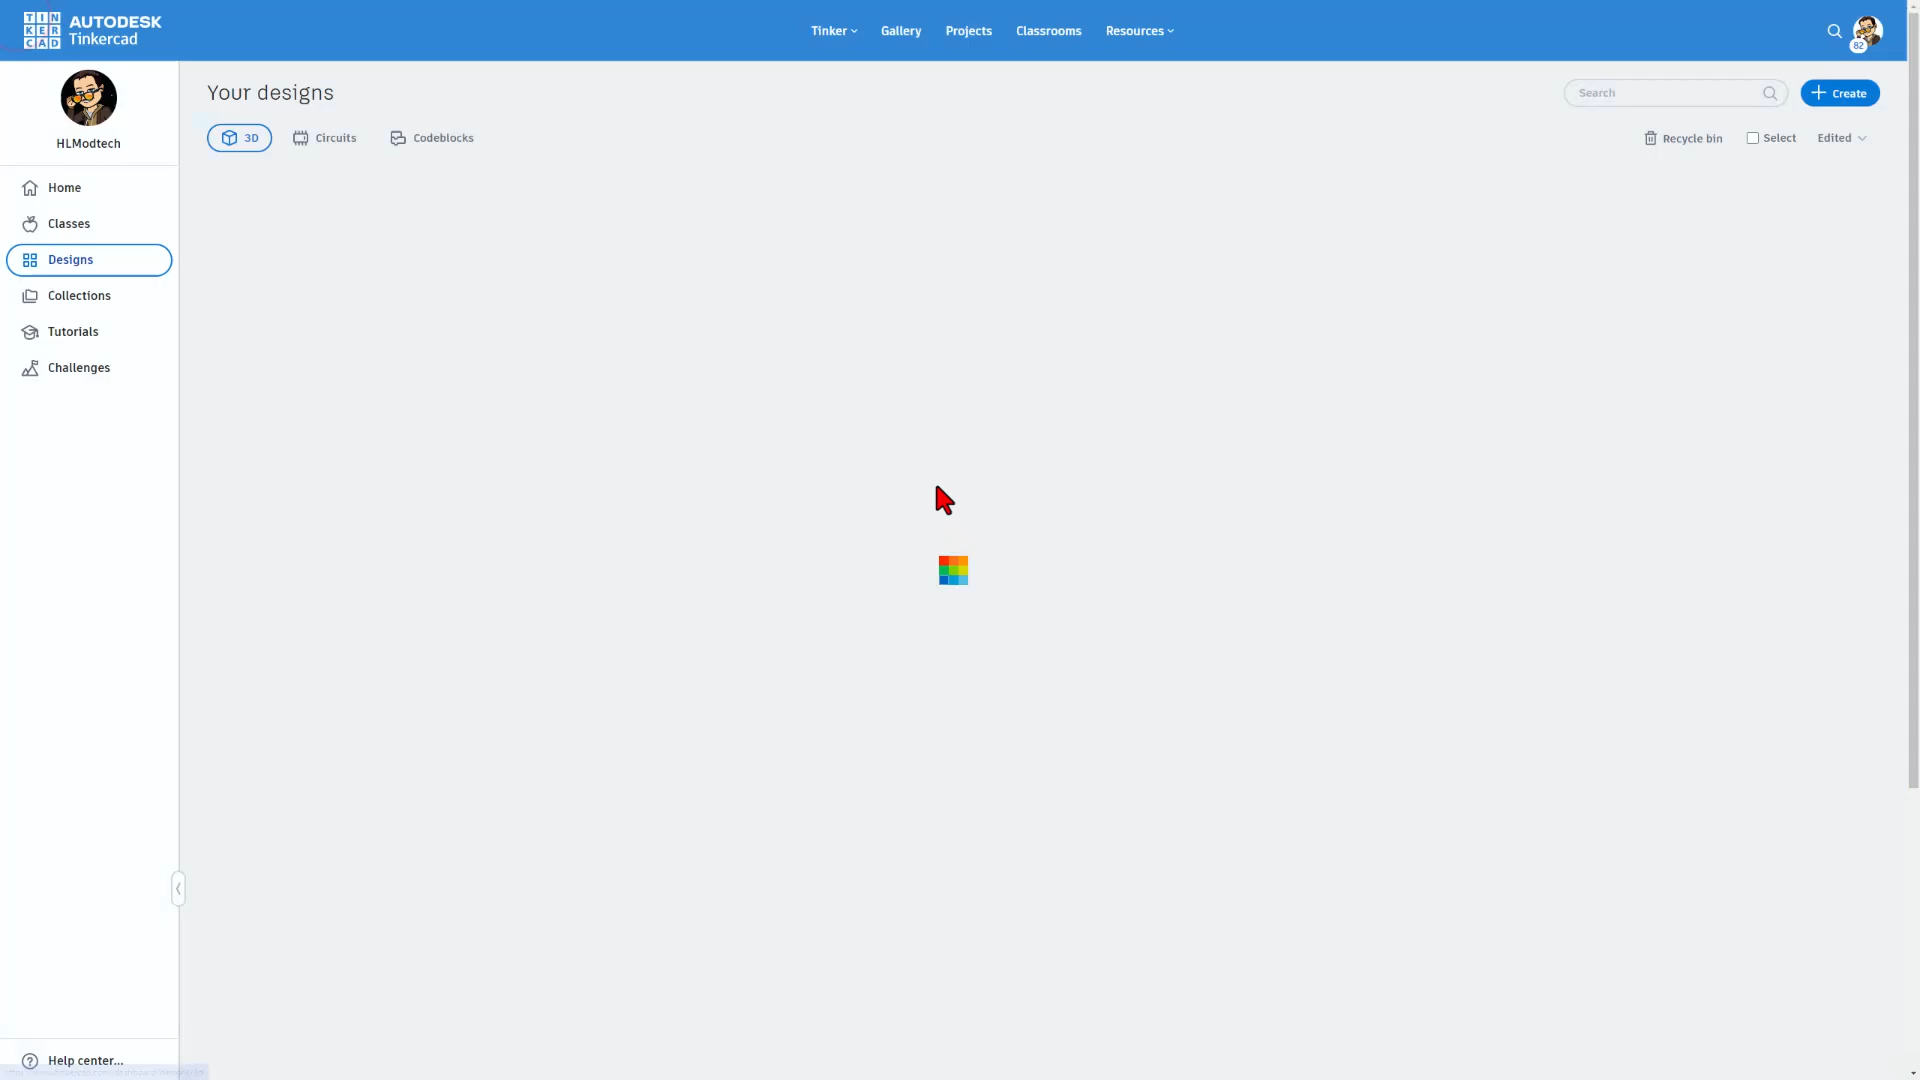 TIN
KER
CAD
AUTODESK
Tinkercad
Tinker
Gallery
Projects
Classrooms
Resources
82
HLModtech
Home
Classes
Designs
Collections
Tutorials
Challenges
Help center...
Your designs
Search
Create
3D
Circuits
Codeblocks
Recycle bin
Select
Edited